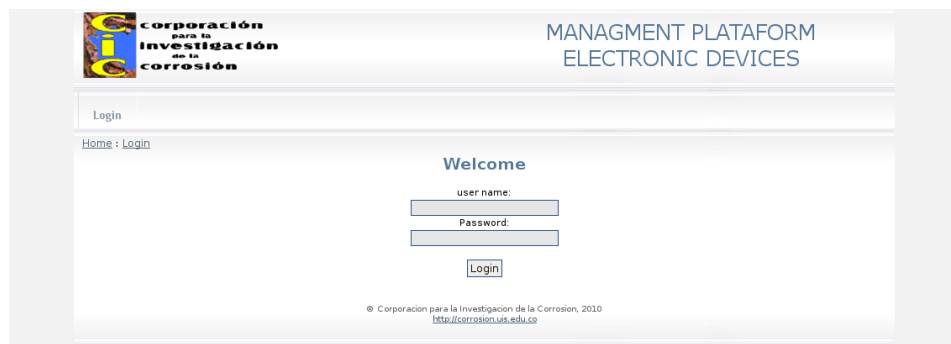 CiC
corporación
para la
investigación
de la
corrosión
MANAGMENT PLATAFORM
ELECTRONIC DEVICES
Login
Home : Login
Welcome
user name:
Password:
Login
© Corporacion para la Investigacion de la Corrosion, 2010
http://corrosion.uis.edu.co